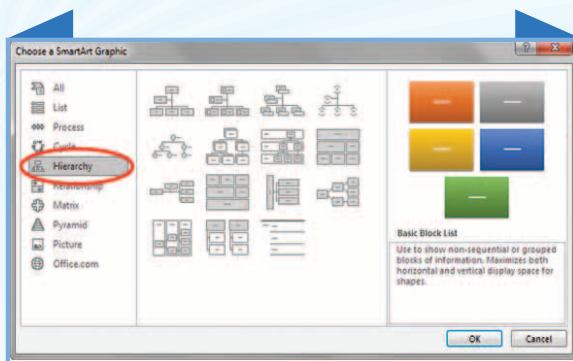 Choose a SmartArt Graphic
All
List
Process
Cycle
Hierarchy
Relationship
Matrix
Pyramid
Picture
Office.com
Basic Block List
Use to show non-sequential or grouped
blocks of information. Maximizes both
horizontal and vertical display space for
shapes.
OK
Cancel